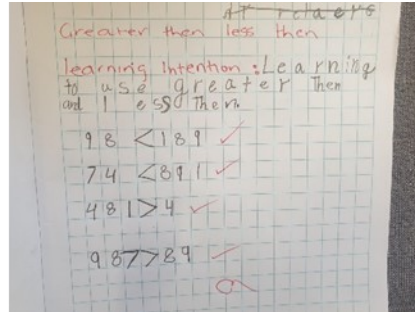 Greater then less then
learning Intention : Learning
to use greater Then
and less Then.
98 < 189
74 < 891
481 > 4
987 > 89